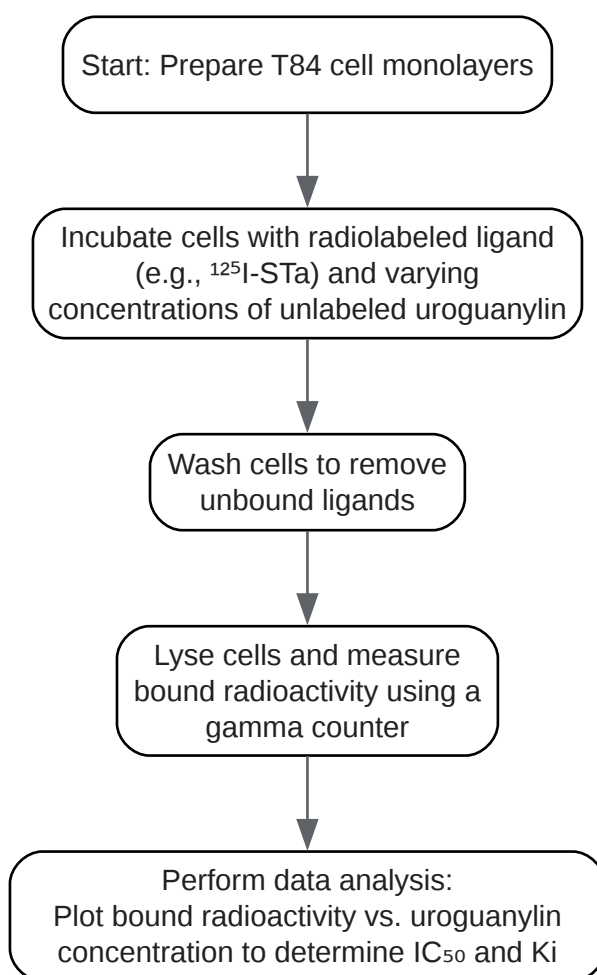 Start: Prepare T84 cell monolayers
Incubate cells with radiolabeled ligand
(e.g., ¹²⁵I-STa) and varying
concentrations of unlabeled uroguanylin
Wash cells to remove
unbound ligands
Lyse cells and measure
bound radioactivity using a
gamma counter
Perform data analysis:
Plot bound radioactivity vs. uroguanylin
concentration to determine IC₅₀ and Ki